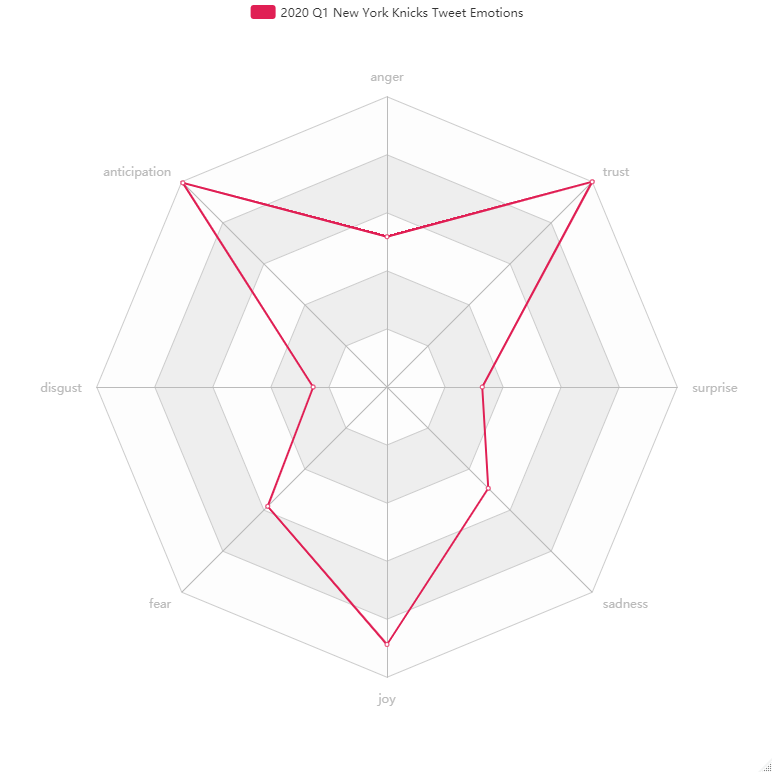 2020 Q1 New York Knicks Tweet Emotions
anger
anticipation
trust
disgust
surprise
fear
sadness
joy